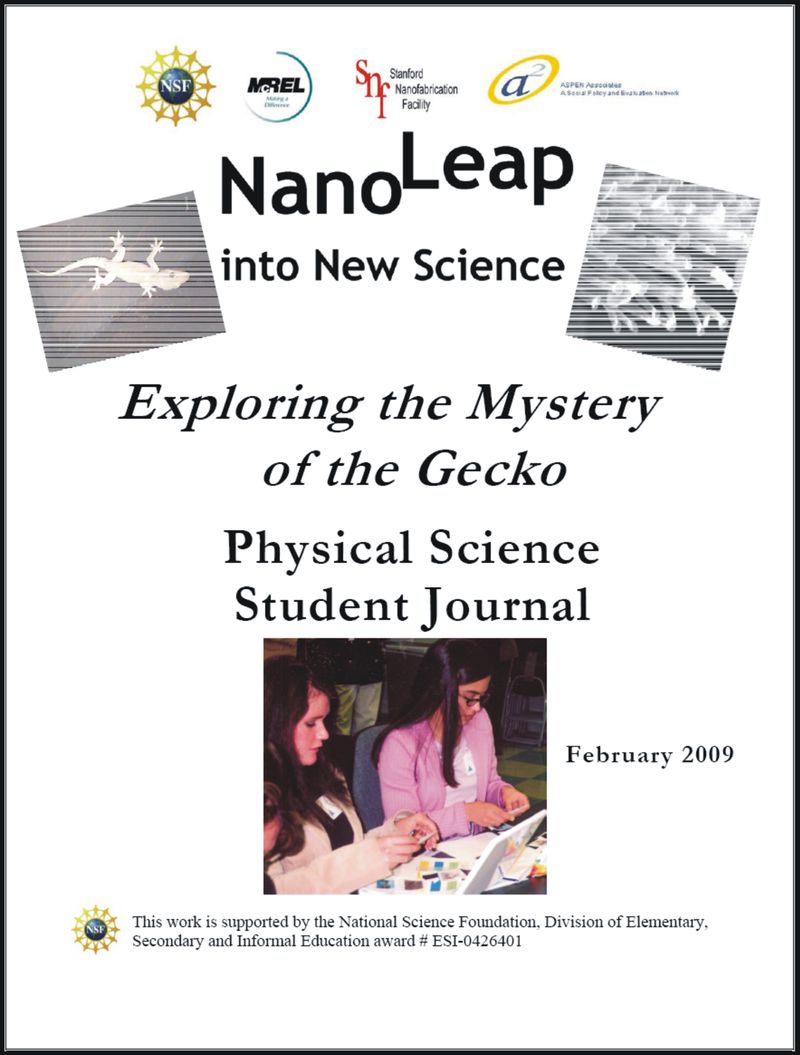 NSF
McREL
Making a
Difference
snf
Stanford
Nanofabrication
Facility
a2
ASPEN Associates
A Social Policy and Evaluation Network
NanoLeap
into New Science
Exploring the Mystery
of the Gecko
Physical Science
Student Journal
February 2009
NSF
This work is supported by the National Science Foundation, Division of Elementary,
Secondary and Informal Education award # ESI-0426401